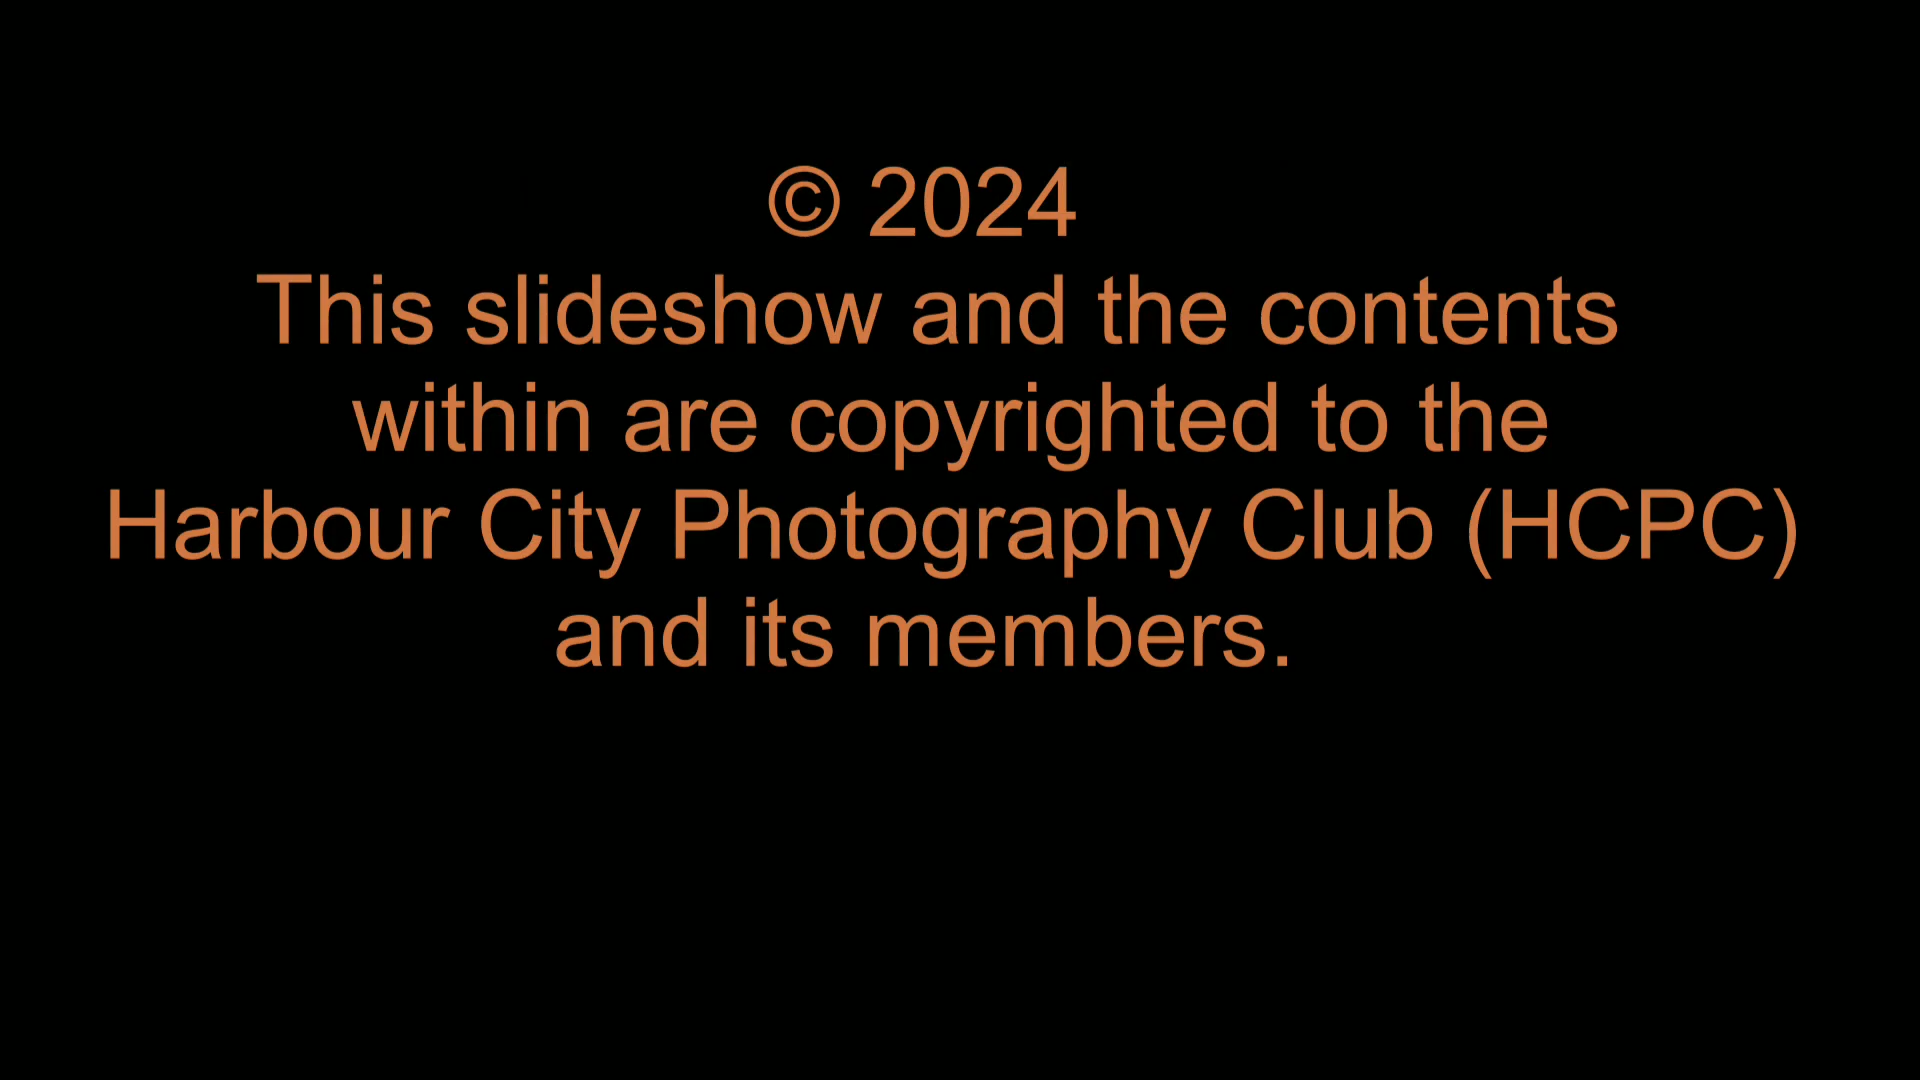 © 2024
This slideshow and the contents
within are copyrighted to the
Harbour City Photography Club (HCPC)
and its members.